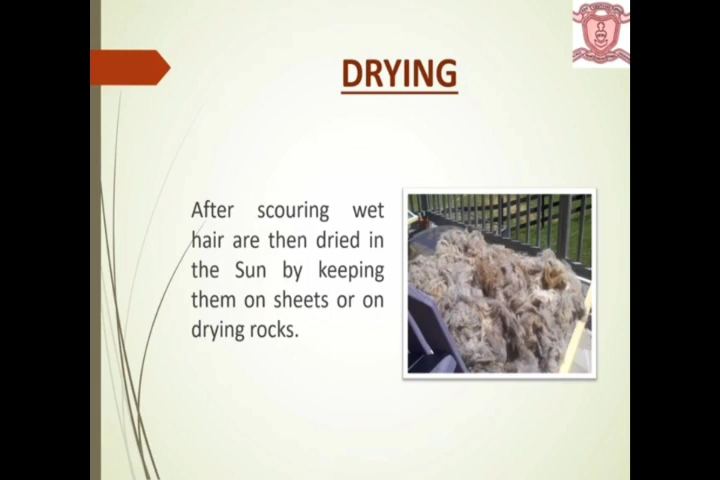 DRYING
After scouring wet
hair are then dried in
the Sun by keeping
them on sheets or on
drying rocks.